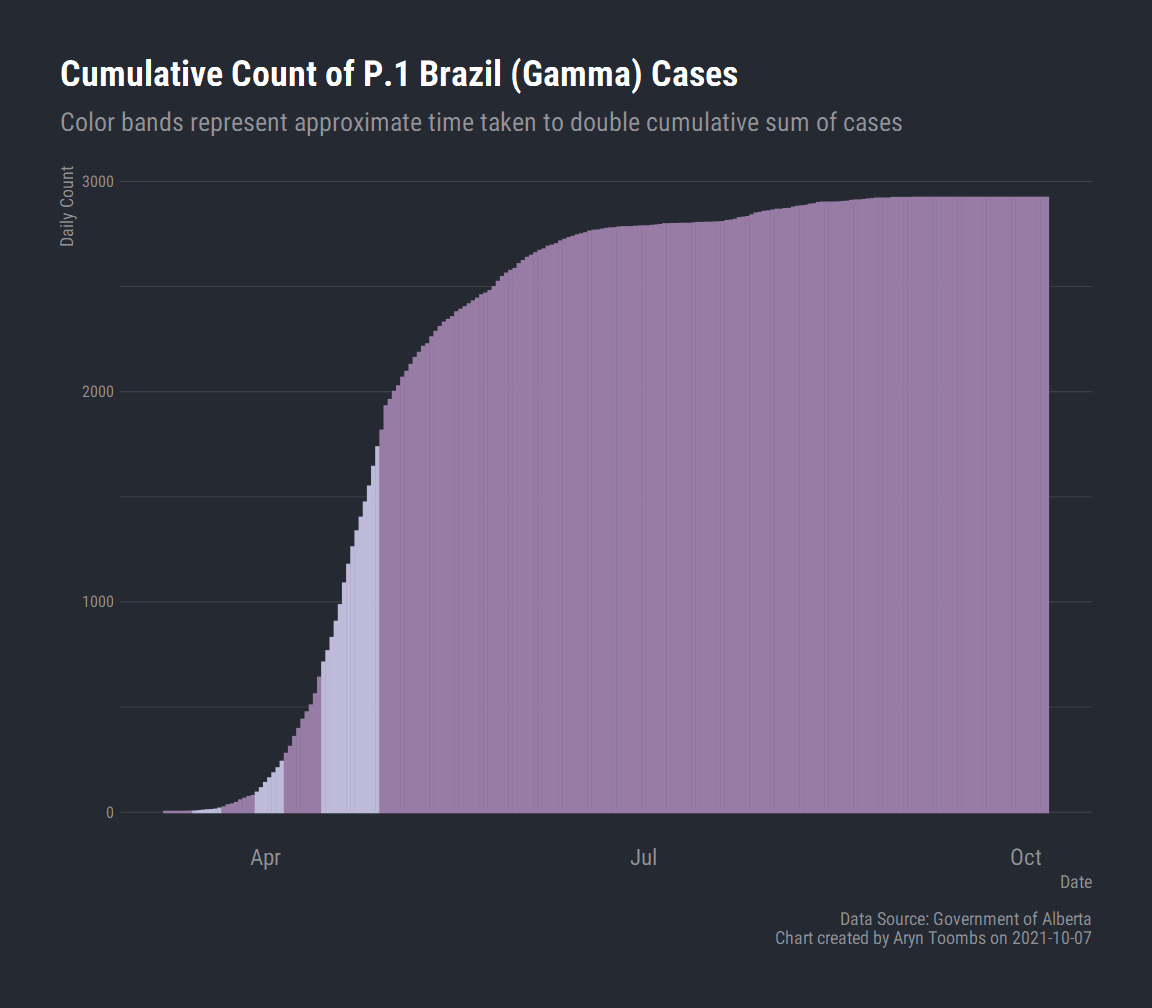 Cumulative Count of P.1 Brazil (Gamma) Cases
Color bands represent approximate time taken to double cumulative sum of cases
Daily Count
3000
2000
1000
0
Apr Jul Oct
Date
Data Source: Government of Alberta
Chart created by Aryn Toombs on 2021-10-07